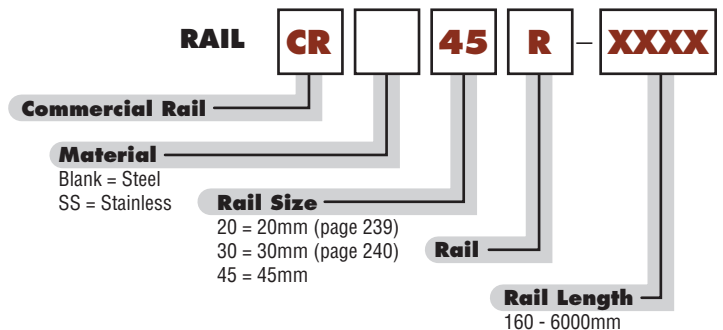 RAIL CR 45 R – XXXX
Commercial Rail
Material
Blank = Steel
SS = Stainless
Rail Size
20 = 20mm (page 239)
30 = 30mm (page 240)
45 = 45mm
Rail
Rail Length
160 - 6000mm